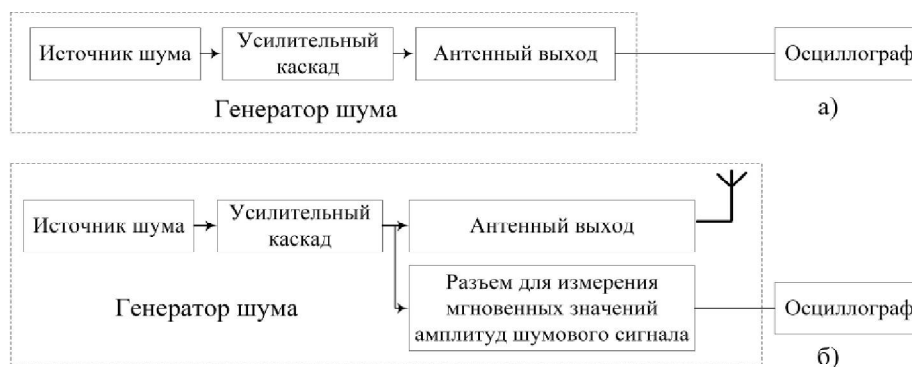 Источник шума
Усилительный
каскад
Антенный выход
Осциллограф
Генератор шума
а)
Источник шума
Усилительный
каскад
Антенный выход
Генератор шума
Разъем для измерения
мгновенных значений
амплитуд шумового сигнала
Осциллограф
б)